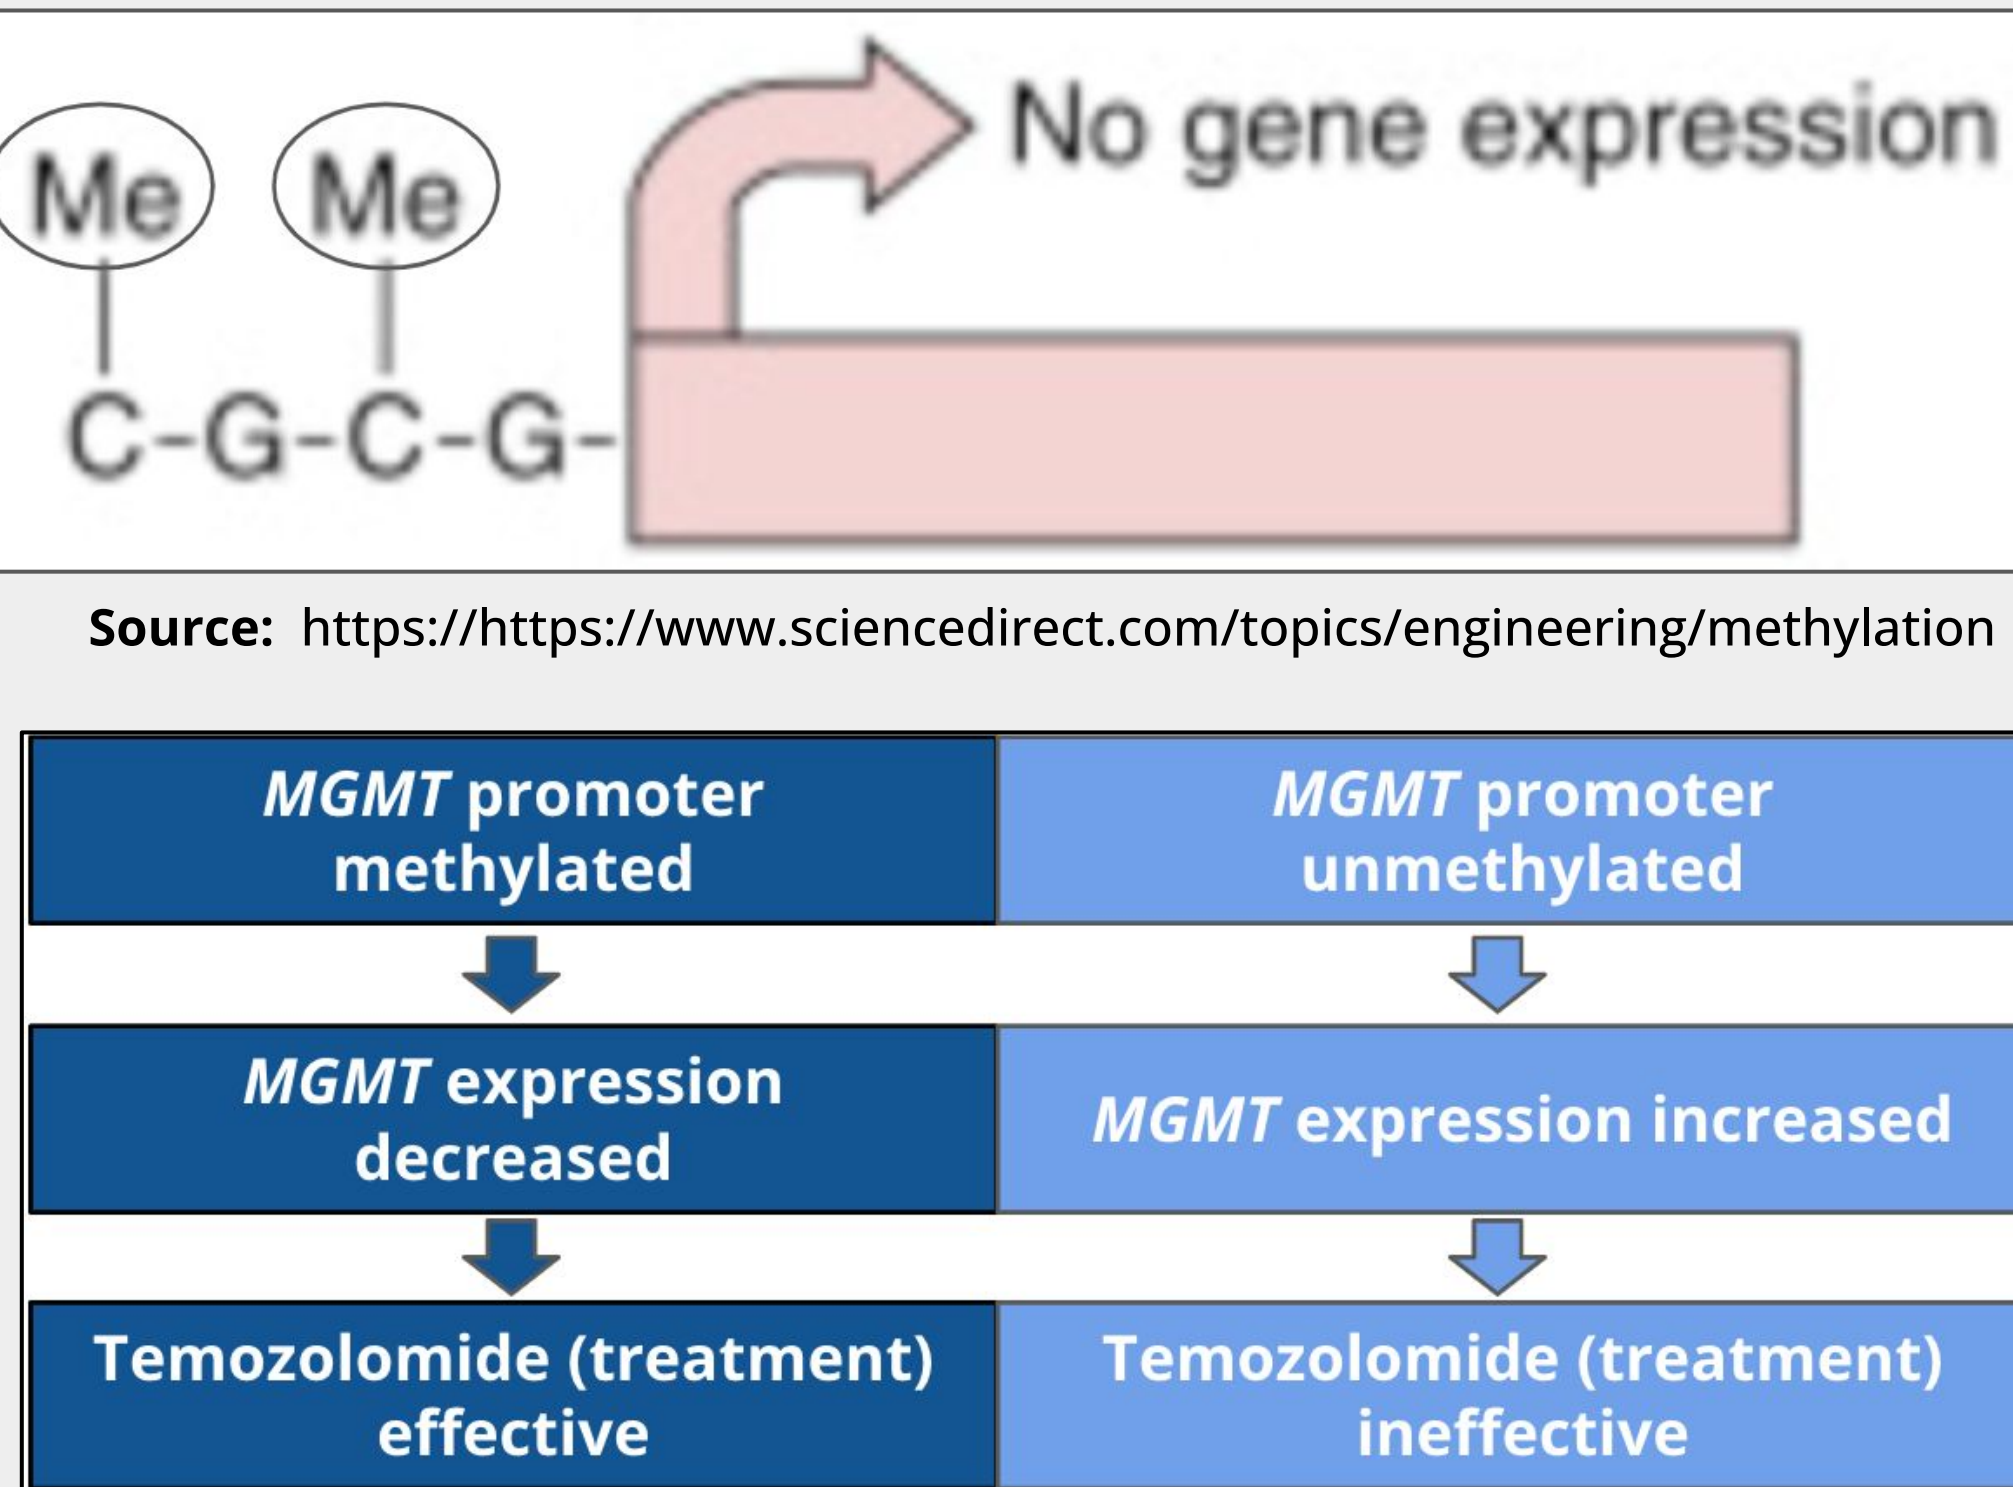 No gene expression
Me Me
C-G-C-G-
Source: https://https://www.sciencedirect.com/topics/engineering/methylation
MGMT promoter
methylated
MGMT promoter
unmethylated
MGMT expression
decreased
MGMT expression increased
Temozolomide (treatment)
effective
Temozolomide (treatment)
ineffective